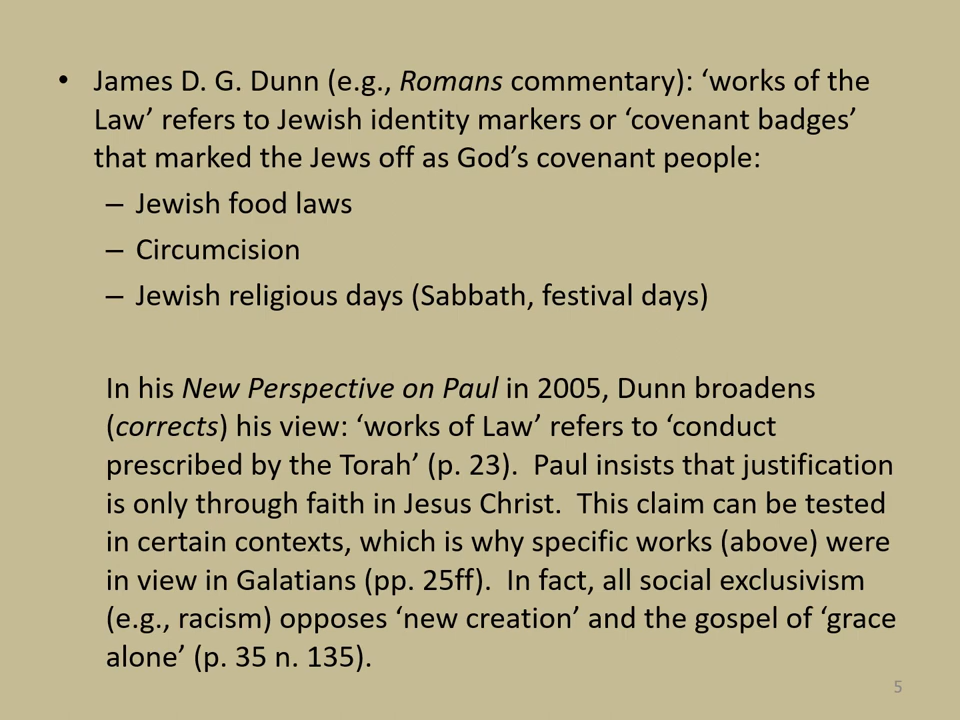 • James D. G. Dunn (e.g., Romans commentary): ‘works of the
Law’ refers to Jewish identity markers or ‘covenant badges’
that marked the Jews off as God’s covenant people:
– Jewish food laws
– Circumcision
– Jewish religious days (Sabbath, festival days)
In his New Perspective on Paul in 2005, Dunn broadens
(corrects) his view: ‘works of Law’ refers to ‘conduct
prescribed by the Torah’ (p. 23).  Paul insists that justification
is only through faith in Jesus Christ.  This claim can be tested
in certain contexts, which is why specific works (above) were
in view in Galatians (pp. 25ff).  In fact, all social exclusivism
(e.g., racism) opposes ‘new creation’ and the gospel of ‘grace
alone’ (p. 35 n. 135).
5